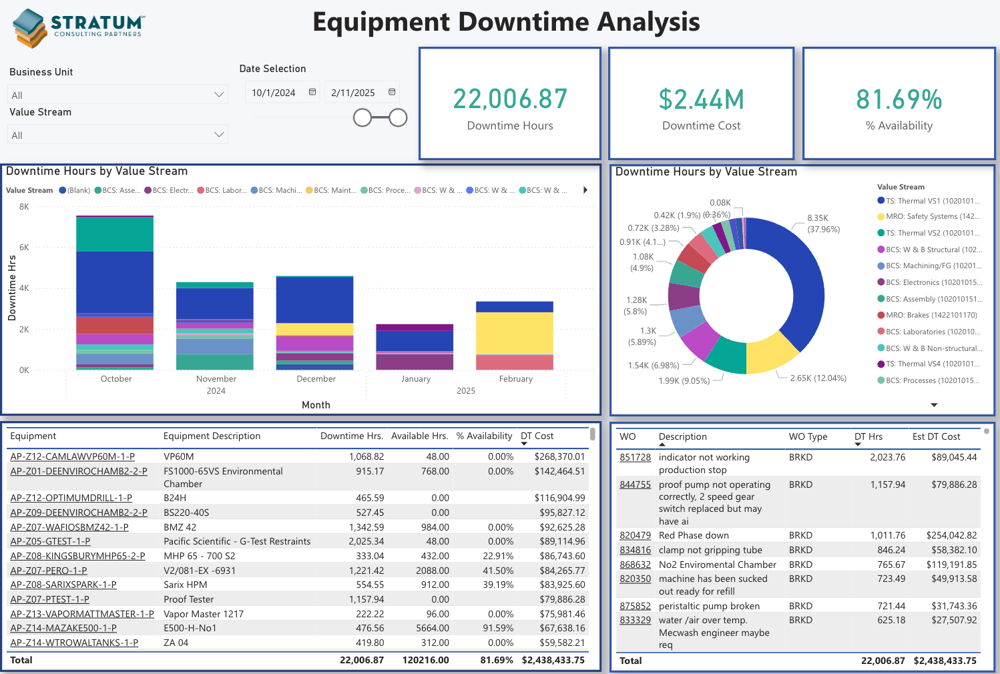 STRATUM
CONSULTING PARTNERS
Equipment Downtime Analysis
Business Unit
All
Value Stream
All
Date Selection
10/1/2024 2/11/2025
22,006.87
Downtime Hours
$2.44M
Downtime Cost
81.69%
% Availability
Downtime Hours by Value Stream
Value Stream (Blank) BCS: Asse... BCS: Electr... BCS: Labor... BCS: Machi... BCS: Maint... BCS: Proce... BCS: W & ... BCS: W & ... BCS: W & ...
Downtime Hrs
8K
6K
4K
2K
0K
October November December January February
2024 2025
Month
Downtime Hours by Value Stream
0.08K
(0.36%)
0.42K (1.9%)
0.72K (3.28%)
0.91K (4.1...)
1.08K
(4.9%)
1.28K
(5.8%)
1.3K
(5.89%)
1.54K (6.98%)
1.99K (9.05%)
2.65K (12.04%)
8.35K
(37.96%)
Value Stream
TS: Thermal VS1 (1020101...
MRO: Safety Systems (142...
TS: Thermal VS2 (1020101...
BCS: W & B Structural (102...
BCS: Machining/FG (10201...
BCS: Electronics (10201015...
BCS: Assembly (102010151...
MRO: Brakes (1422101170)
BCS: Laboratories (102010...
BCS: W & B Non-structural...
TS: Thermal VS4 (1020101...
BCS: Processes (10201015...
Equipment Equipment Description Downtime Hrs. Available Hrs. % Availability DT Cost
AP-Z12-CAMLAWVP60M-1-P VP60M 1,068.82 48.00 0.00% $268,370.01
AP-Z01-DEENVIROCHAMB2-2-P FS1000-65VS Environmental 915.17 768.00 0.00% $142,464.51
Chamber
AP-Z12-OPTIMUMDRILL-1-P B24H 465.59 0.00 $116,904.99
AP-Z09-DEENVIROCHAMB2-2-P BS220-40S 527.45 0.00 $95,827.12
AP-Z07-WAFIOSBMZ42-1-P BMZ 42 1,342.59 984.00 0.00% $92,625.28
AP-Z05-GTEST-1-P Pacific Scientific - G-Test Restraints 2,025.34 48.00 0.00% $89,114.96
AP-Z08-KINGSBURYMHP65-2-P MHP 65 - 700 S2 333.04 432.00 22.91% $86,743.60
AP-Z07-PERO-1-P V2/081-EX -6931 1,221.42 2088.00 41.50% $84,265.77
AP-Z08-SARIXSPARK-1-P Sarix HPM 554.55 912.00 39.19% $83,925.60
AP-Z07-PTEST-1-P Proof Tester 1,157.94 0.00 $79,886.28
AP-Z13-VAPORMATTMASTER-1-P Vapor Master 1217 222.22 96.00 0.00% $75,981.46
AP-Z14-MAZAKE500-1-P E500-H-No1 476.56 5664.00 91.59% $67,638.16
AP-Z14-WTROWALTANKS-1-P ZA 04 419.80 312.00 0.00% $59,582.21
Total 22,006.87 120216.00 81.69% $2,438,433.75
WO Description WO Type DT Hrs Est DT Cost
851728 indicator not working BRKD 2,023.76 $89,045.44
production stop
844755 proof pump not operating BRKD 1,157.94 $79,886.28
correctly, 2 speed gear
switch replaced but may
have ai
820479 Red Phase down BRKD 1,011.76 $254,042.82
834816 clamp not gripping tube BRKD 846.24 $58,382.10
868632 No2 Enviromental Chamber BRKD 765.67 $119,191.85
820350 machine has been sucked BRKD 723.49 $49,913.58
out ready for refill
875852 peristaltic pump broken BRKD 721.44 $31,743.36
833329 water /air over temp. BRKD 625.18 $27,507.92
Mecwash engineer maybe
req
Total 22,006.87 $2,438,433.75